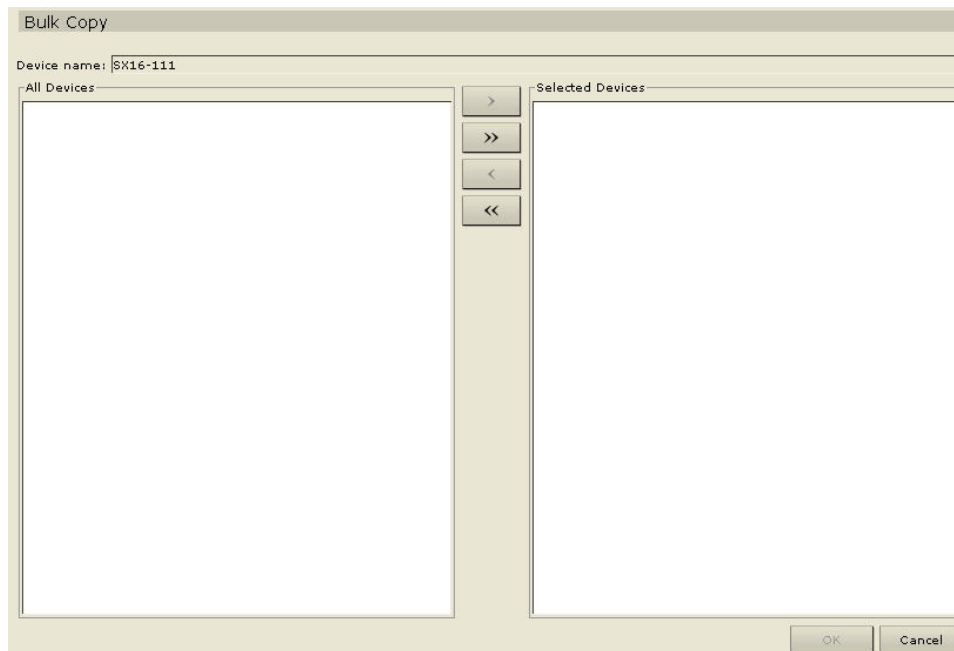 Bulk Copy
Device name: SX16-111
All Devices
Selected Devices
>
>>
<
<<
OK
Cancel